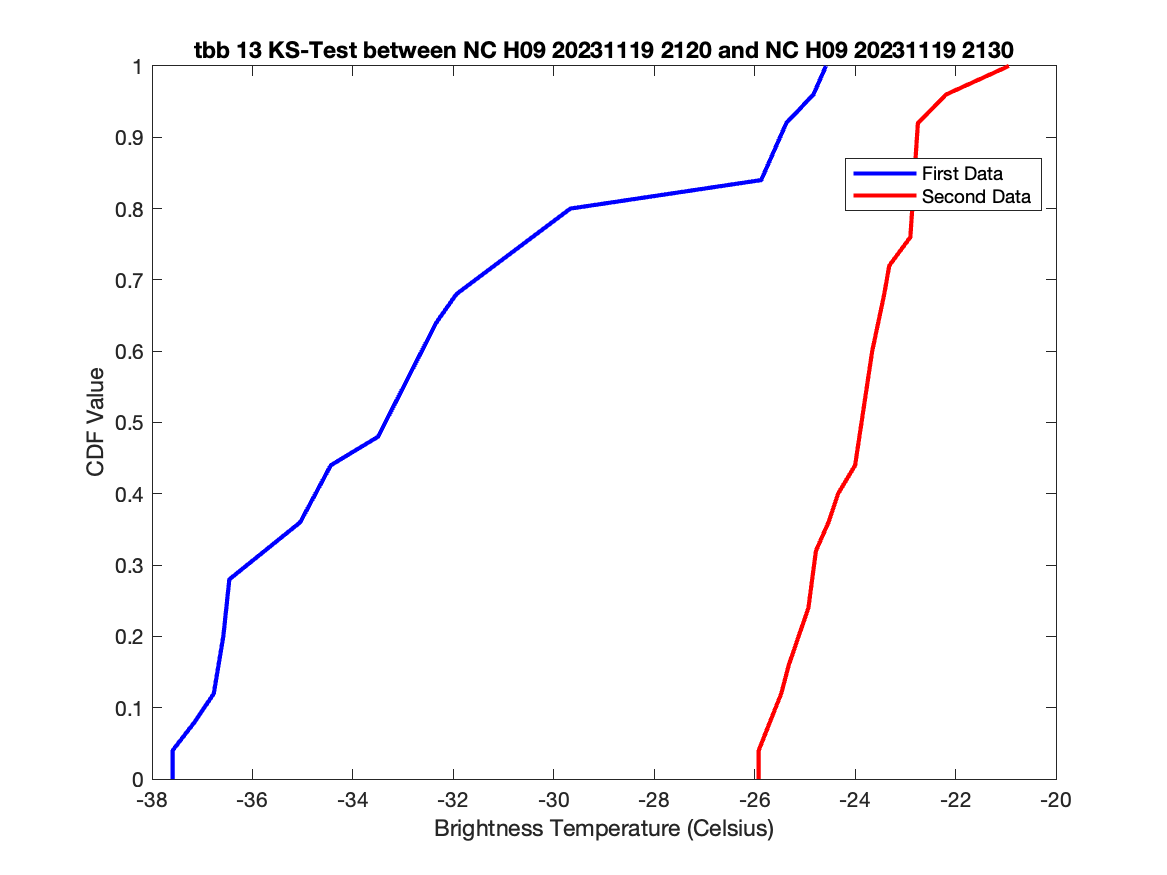 tbb 13 KS-Test between NC H09 20231119 2120 and NC H09 20231119 2130
1
0.9
0.8
0.7
0.6
0.5
0.4
0.3
0.2
0.1
0
CDF Value
First Data
Second Data
-38 -36 -34 -32 -30 -28 -26 -24 -22 -20
Brightness Temperature (Celsius)